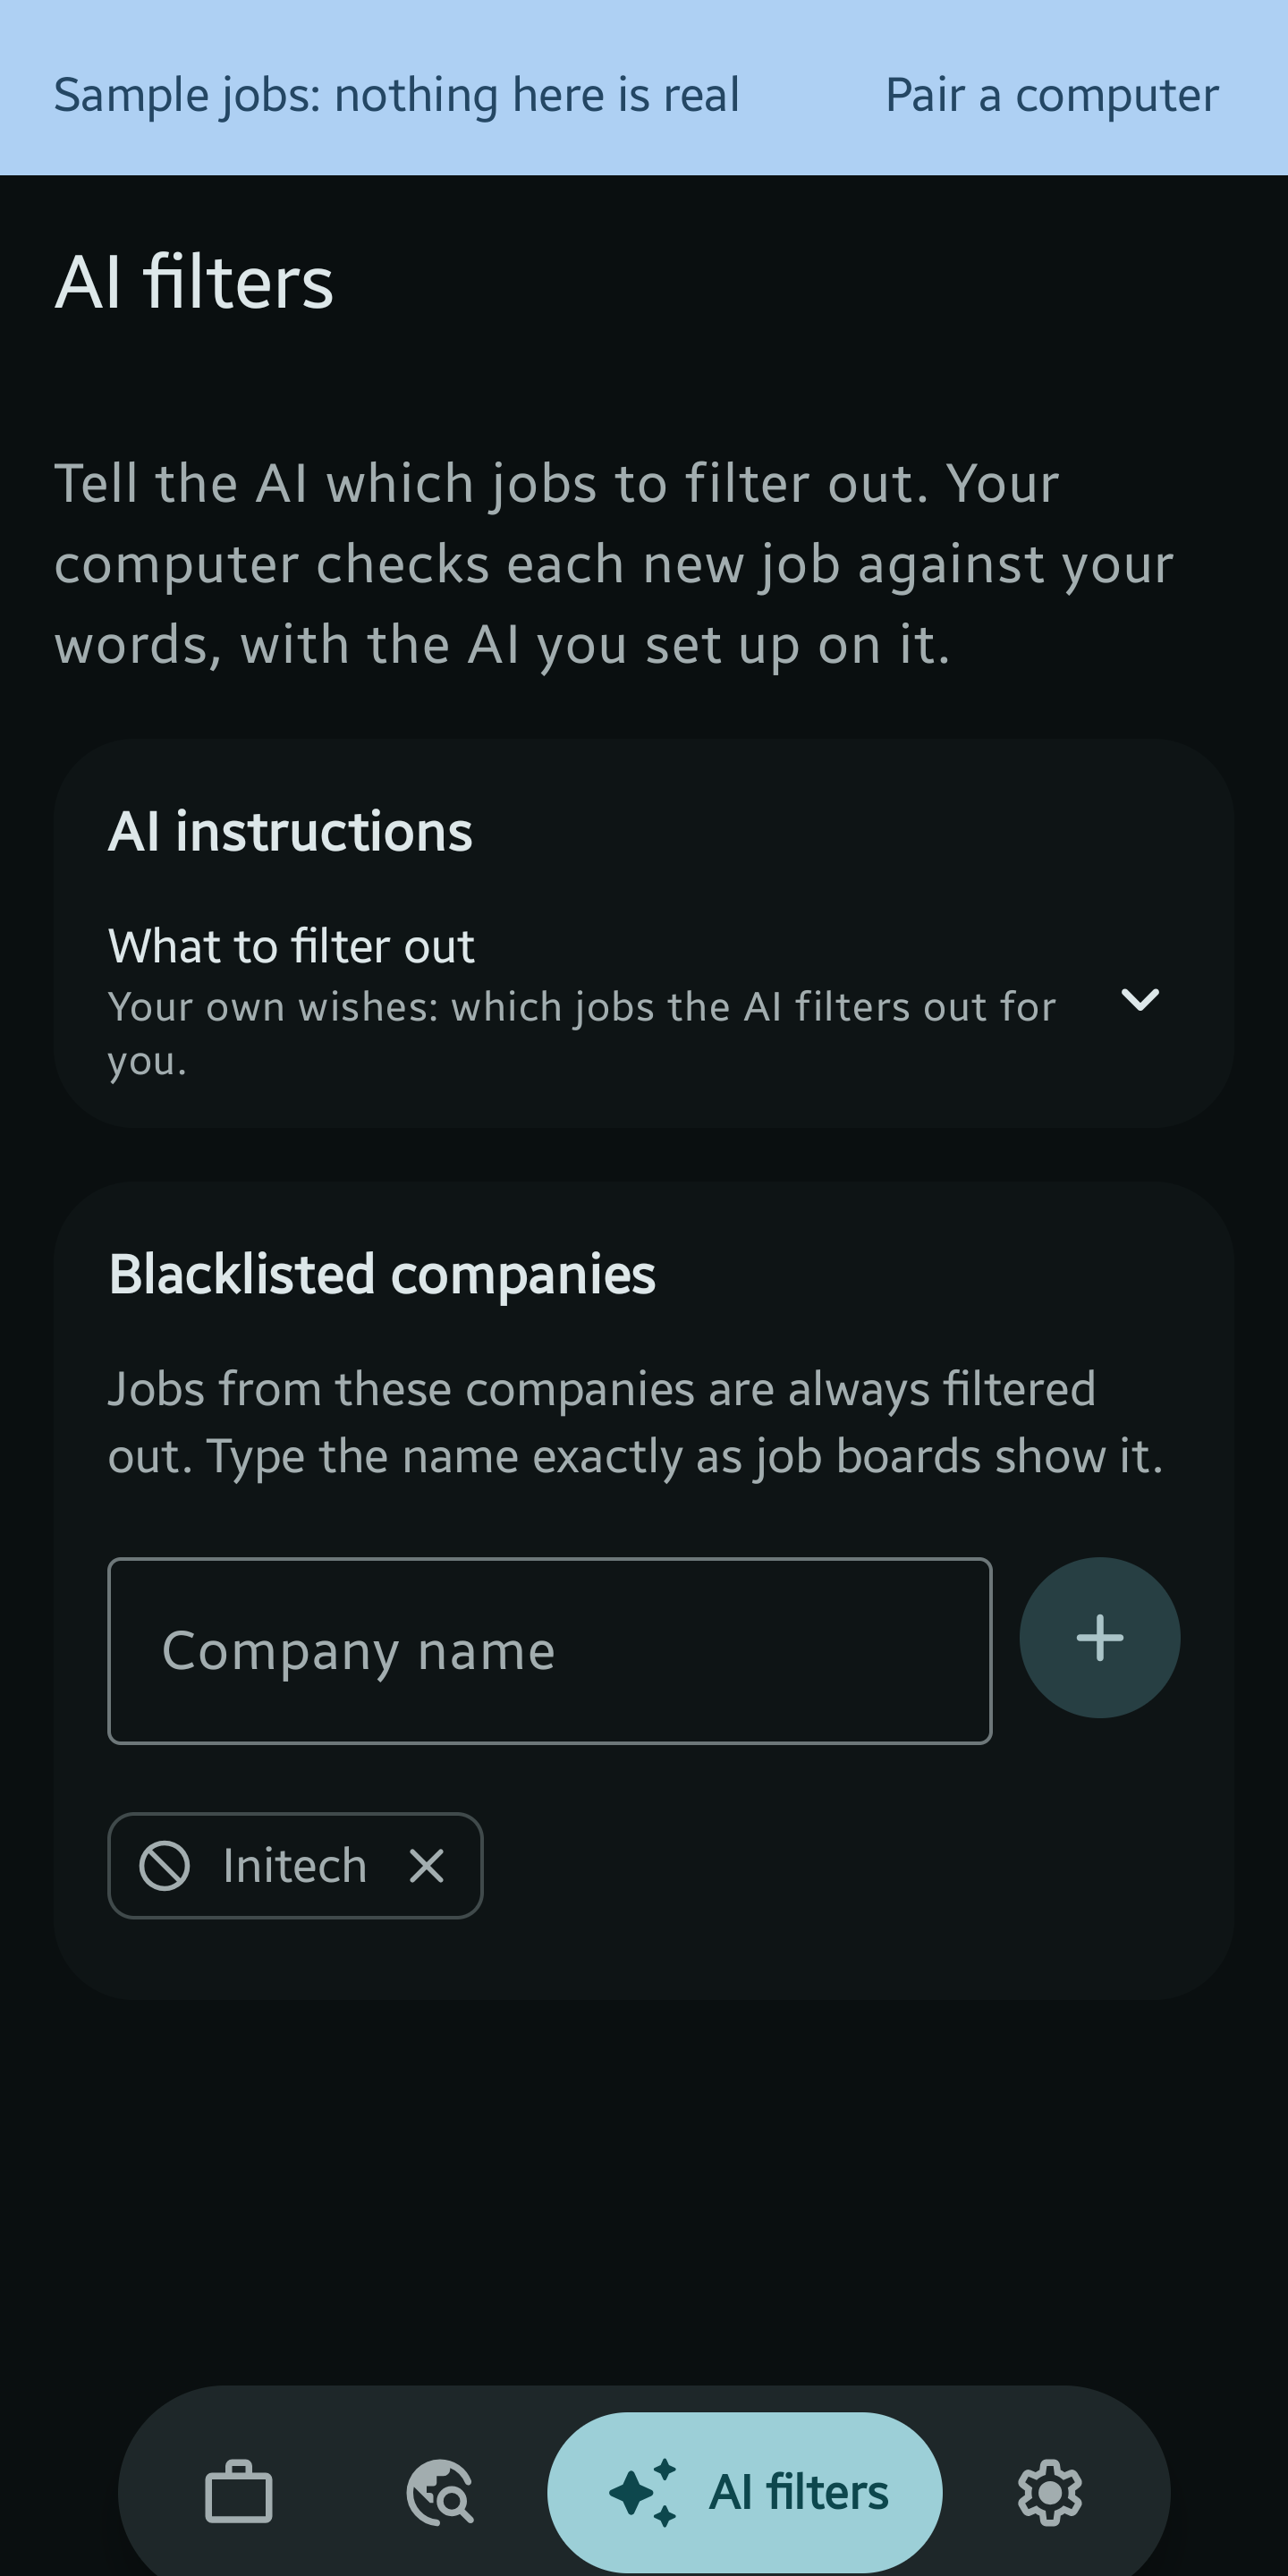 Sample jobs: nothing here is real
Pair a computer
AI filters
Tell the AI which jobs to filter out. Your
computer checks each new job against your
words, with the AI you set up on it.
AI instructions
What to filter out
Your own wishes: which jobs the AI filters out for
you.
Blacklisted companies
Jobs from these companies are always filtered
out. Type the name exactly as job boards show it.
Company name
Initech
AI filters